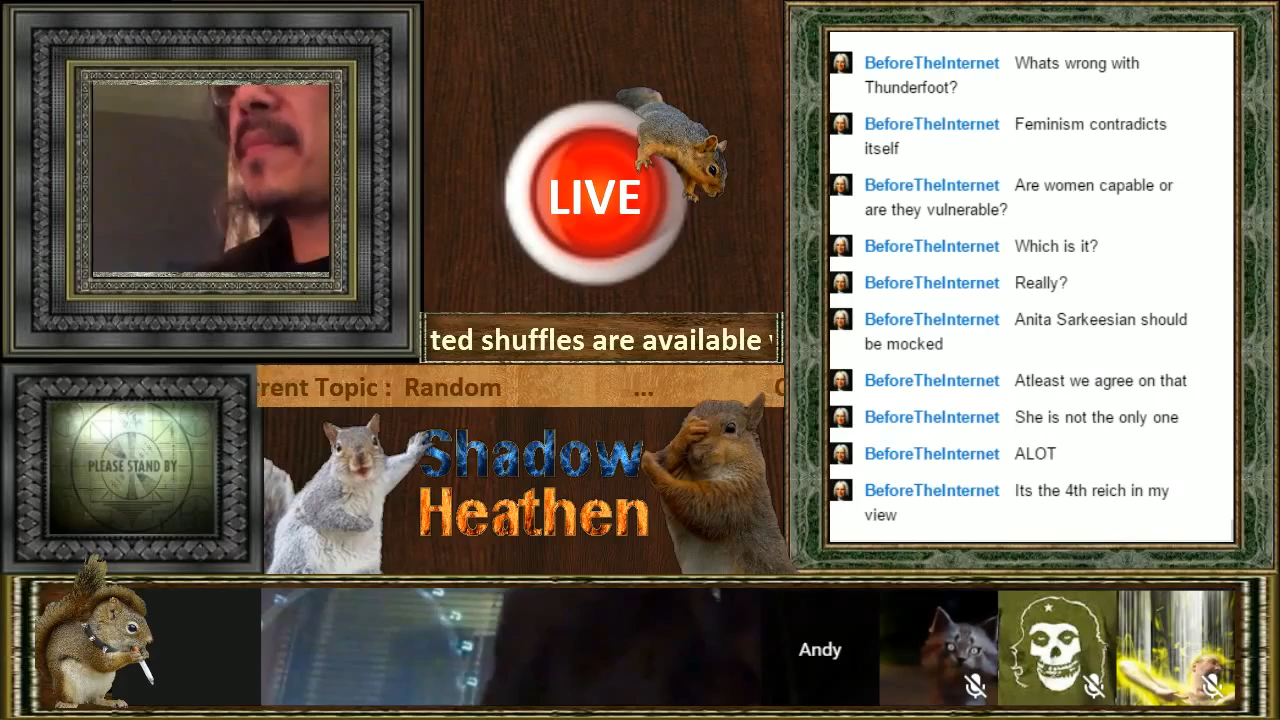 LIVE
ted shuffles are available
rent Topic : Random ...
PLEASE STAND BY
Shadow
Heathen
Andy
BeforeTheInternet Whats wrong with
Thunderfoot?
BeforeTheInternet Feminism contradicts
itself
BeforeTheInternet Are women capable or
are they vulnerable?
BeforeTheInternet Which is it?
BeforeTheInternet Really?
BeforeTheInternet Anita Sarkeesian should
be mocked
BeforeTheInternet Atleast we agree on that
BeforeTheInternet She is not the only one
BeforeTheInternet ALOT
BeforeTheInternet Its the 4th reich in my
view